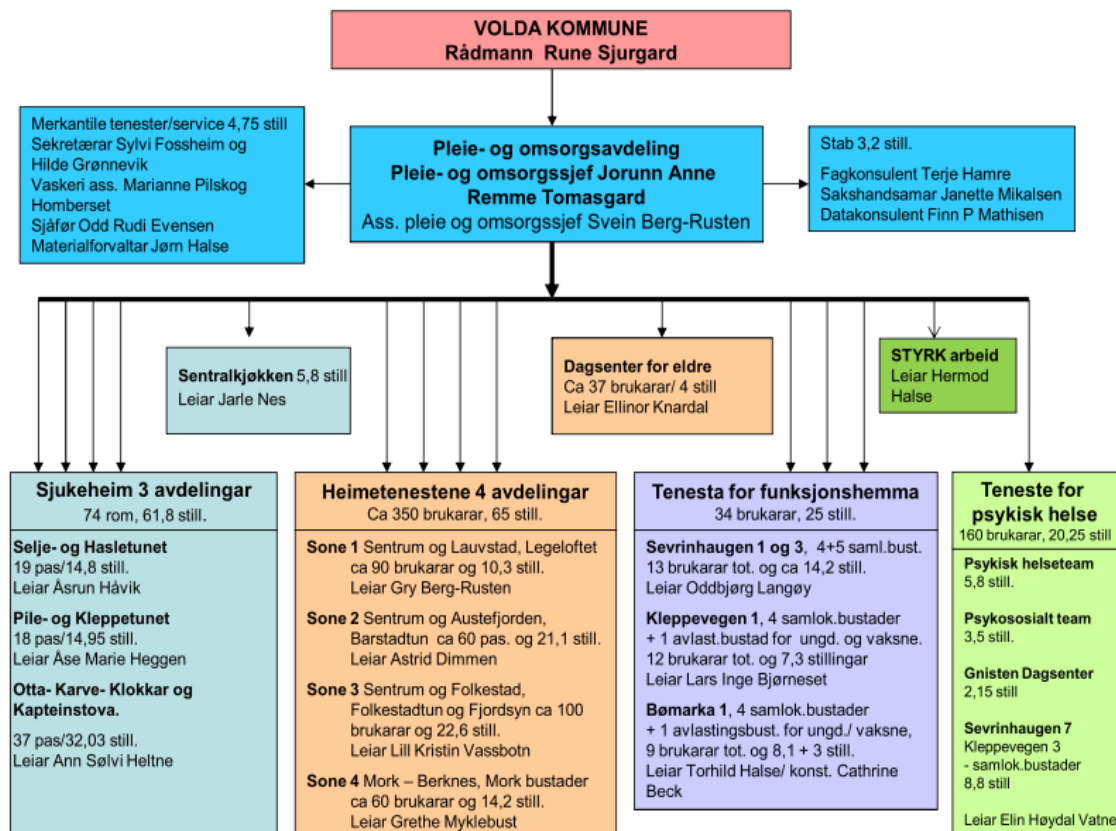 VOLDA KOMMUNE
Rådmann Rune Sjurgard
Merkantile tenester/service 4,75 still
Sekretærar Sylvi Fossheim og
Hilde Grønnevik
Vaskeri ass. Marianne Pilskog
Homberset
Sjåfør Odd Rudi Evensen
Materialforvaltar Jørn Halse
Pleie- og omsorgsavdeling
Pleie- og omsorgssjef Jorunn Anne
Remme Tomasgard
Ass. pleie og omsorgssjef Svein Berg-Rusten
Stab 3,2 still.
Fagkonsulent Terje Hamre
Sakshandsamar Janette Mikalsen
Datakonsulent Finn P Mathisen
Sentralkjøkken 5,8 still
Leiar Jarle Nes
Dagsenter for eldre
Ca 37 brukarar/ 4 still
Leiar Ellinor Knardal
STYRK arbeid
Leiar Hermod
Halse
Sjukeheim 3 avdelingar
74 rom, 61,8 still.
Selje- og Hasletunet
19 pas/14,8 still.
Leiar Åsrun Håvik
Pile- og Kleppetunet
18 pas/14,95 still.
Leiar Åse Marie Heggen
Otta- Karve- Klokkar og
Kapteinstova.
37 pas/32,03 still.
Leiar Ann Sølvi Heltne
Heimetenestene 4 avdelingar
Ca 350 brukarar, 65 still.
Sone 1 Sentrum og Lauvstad, Legeloftet
ca 90 brukarar og 10,3 still.
Leiar Gry Berg-Rusten
Sone 2 Sentrum og Austefjorden,
Barstadtun ca 60 pas. og 21,1 still.
Leiar Astrid Dimmen
Sone 3 Sentrum og Folkestad,
Folkestadtun og Fjordsyn ca 100
brukarar og 22,6 still.
Leiar Lill Kristin Vassbotn
Sone 4 Mork – Berknes, Mork bustader
ca 60 brukarar og 14,2 still.
Leiar Grethe Myklebust
Tenesta for funksjonshemma
34 brukarar, 25 still.
Sevrinhaugen 1 og 3, 4+5 saml.bust.
13 brukarar tot. og ca 14,2 still.
Leiar Oddbjørg Langøy
Kleppevegen 1, 4 samlok.bustader
+ 1 avlast.bustad for ungd. og vaksne.
12 brukarar tot. og 7,3 stillingar
Leiar Lars Inge Bjørneset
Bømarka 1, 4 samlok.bustader
+ 1 avlastingsbust. for ungd./ vaksne,
9 brukarar tot. og 8,1 + 3 still.
Leiar Torhild Halse/ konst. Cathrine
Beck
Teneste for
psykisk helse
160 brukarar, 20,25 still
Psykisk helseteam
5,8 still.
Psykososialt team
3,5 still.
Gnisten Dagsenter
2,15 still
Sevrinhaugen 7
Kleppevegen 3
- samlok.bustader
8,8 still
Leiar Elin Høydal Vatne